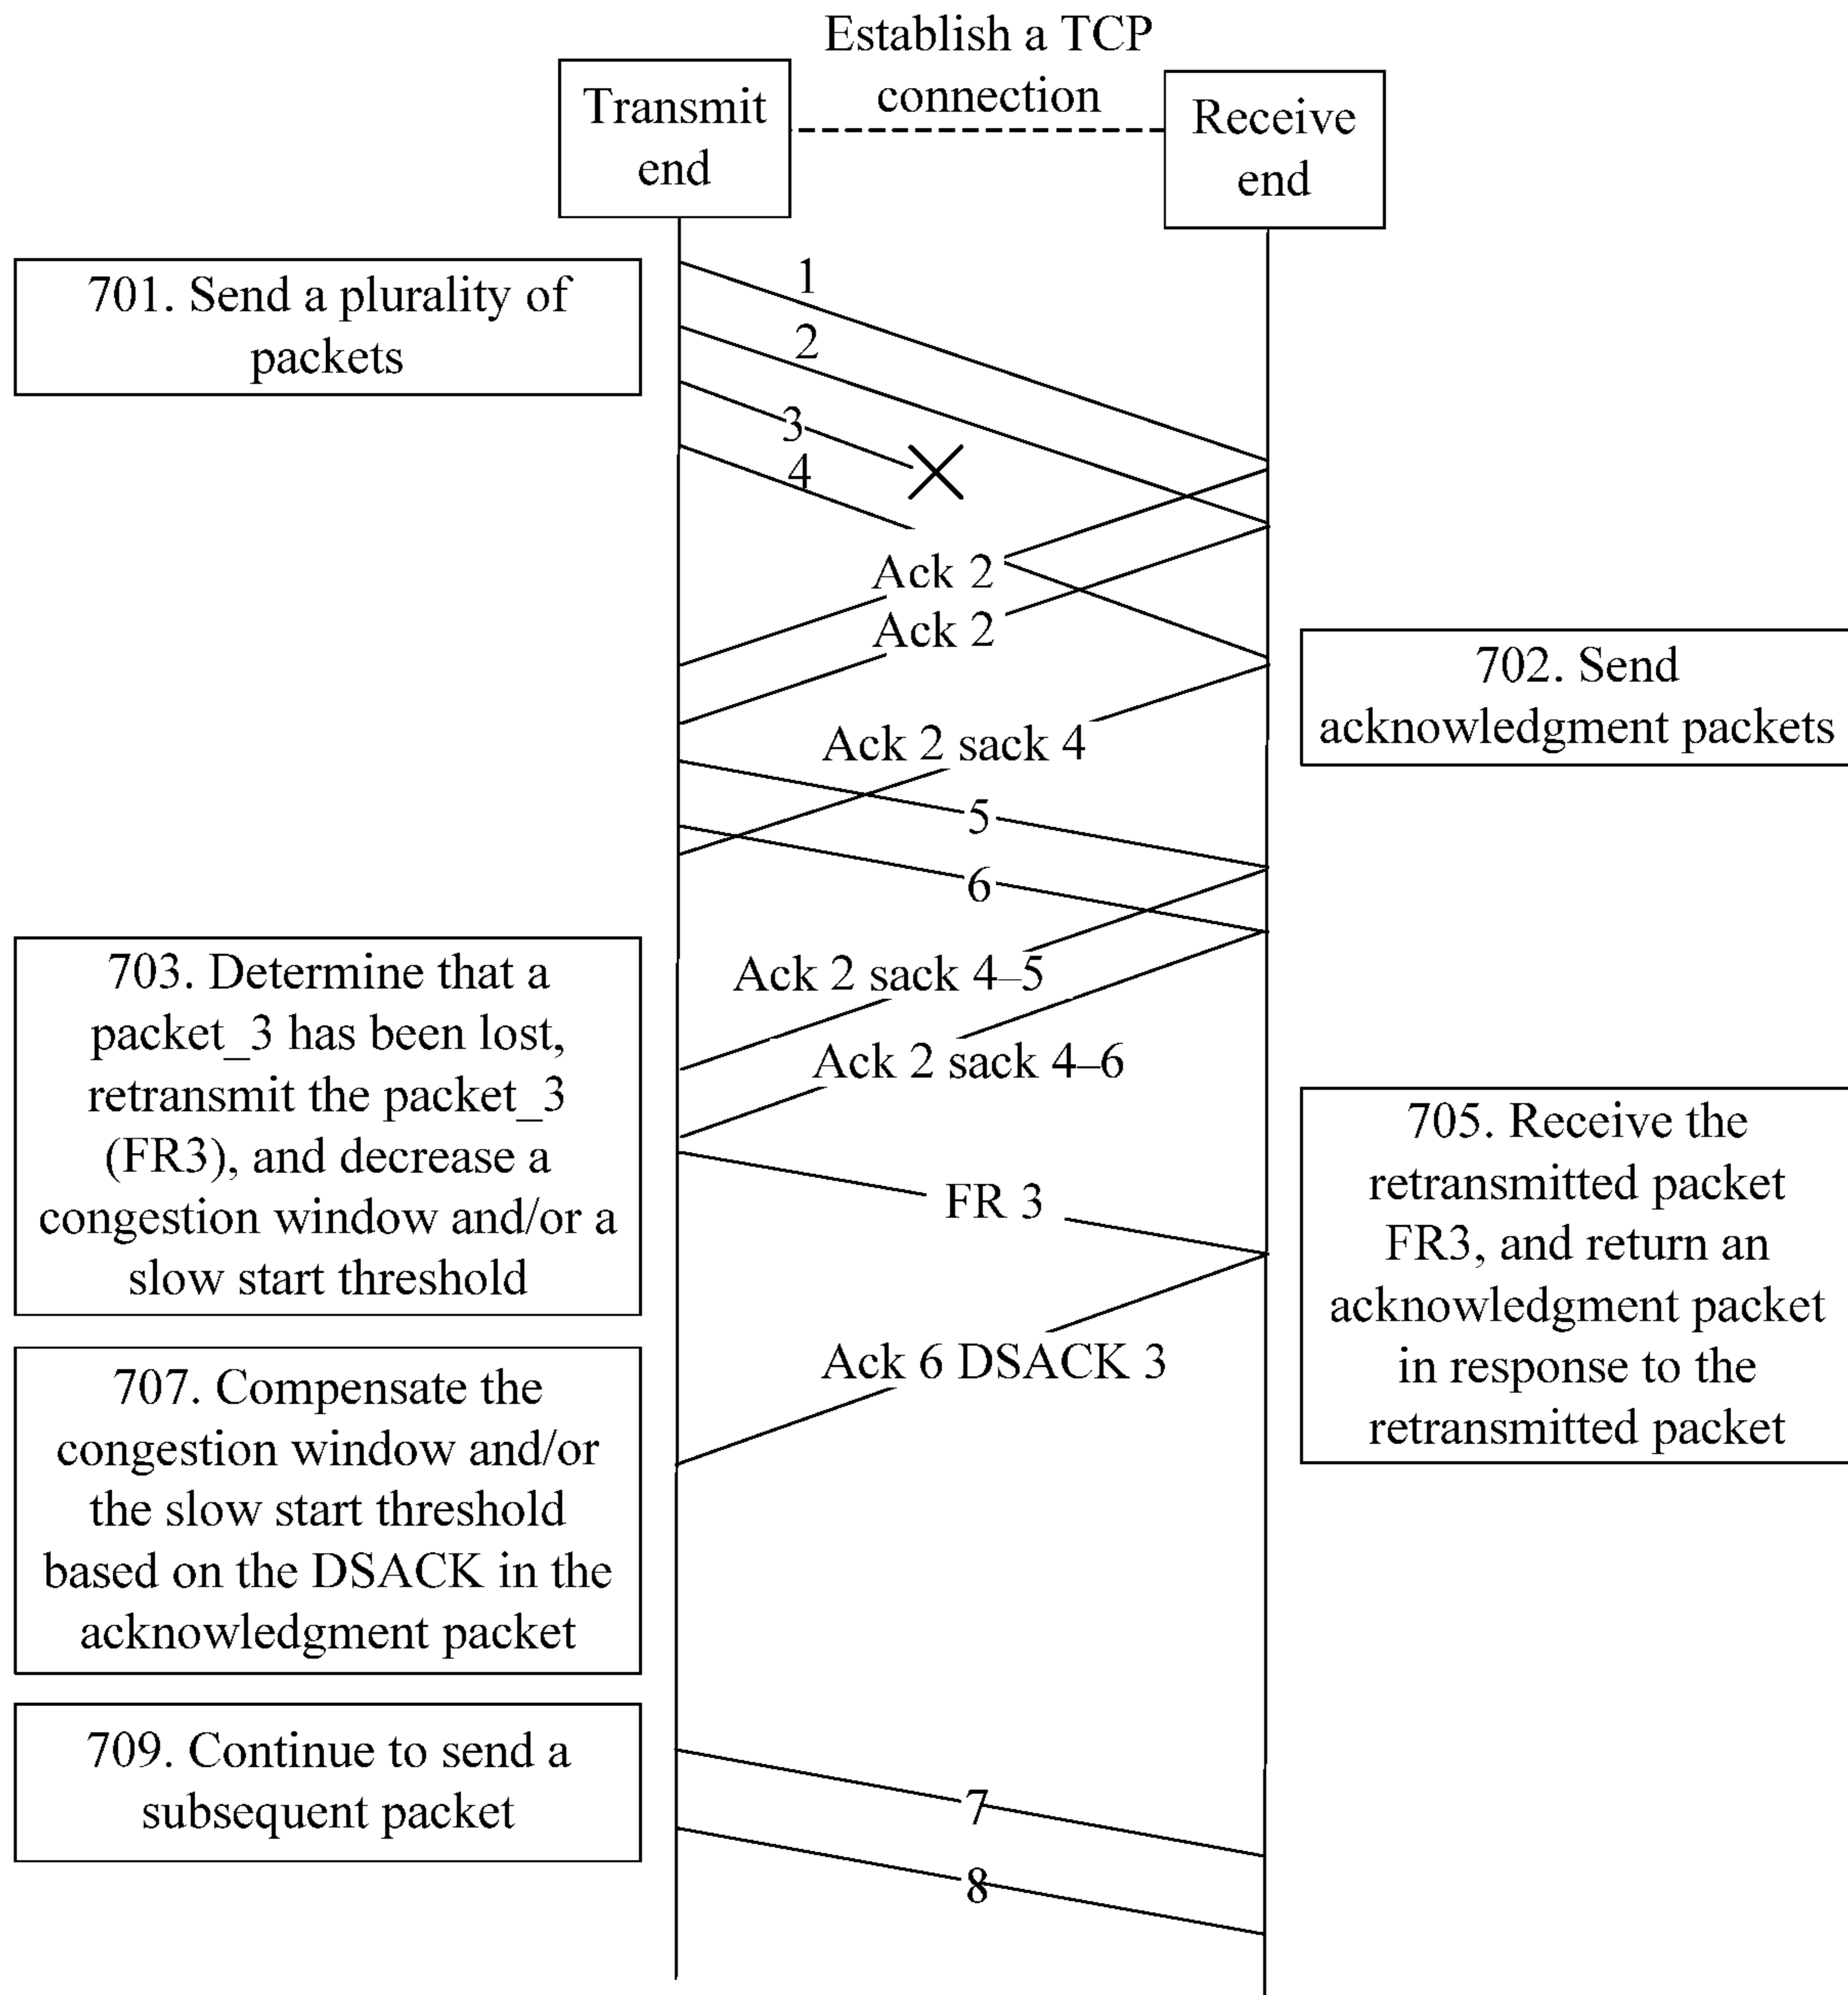 Establish a TCP
connection
Transmit
end
Receive
end
701. Send a plurality of
packets
1
2
3
4
Ack 2
Ack 2
702. Send
acknowledgment packets
Ack 2 sack 4
5
6
703. Determine that a
packet_3 has been lost,
retransmit the packet_3
(FR3), and decrease a
congestion window and/or a
slow start threshold
Ack 2 sack 4–5
Ack 2 sack 4–6
FR 3
705. Receive the
retransmitted packet
FR3, and return an
acknowledgment packet
in response to the
retransmitted packet
Ack 6 DSACK 3
707. Compensate the
congestion window and/or
the slow start threshold
based on the DSACK in the
acknowledgment packet
709. Continue to send a
subsequent packet
7
8